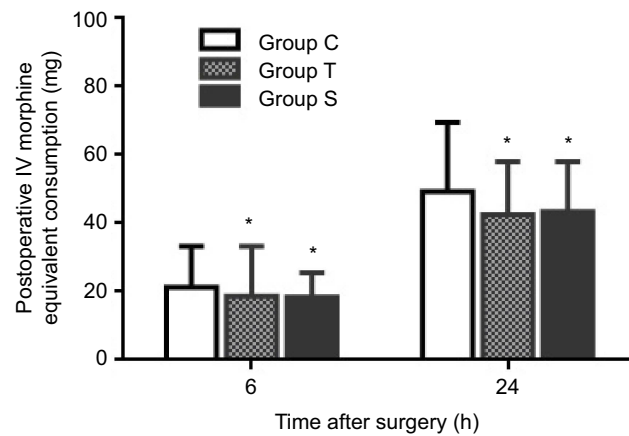 Postoperative IV morphine
equivalent consumption (mg)
100
80
60
40
20
0
Group C
Group T
Group S
* * * *
6 24
Time after surgery (h)